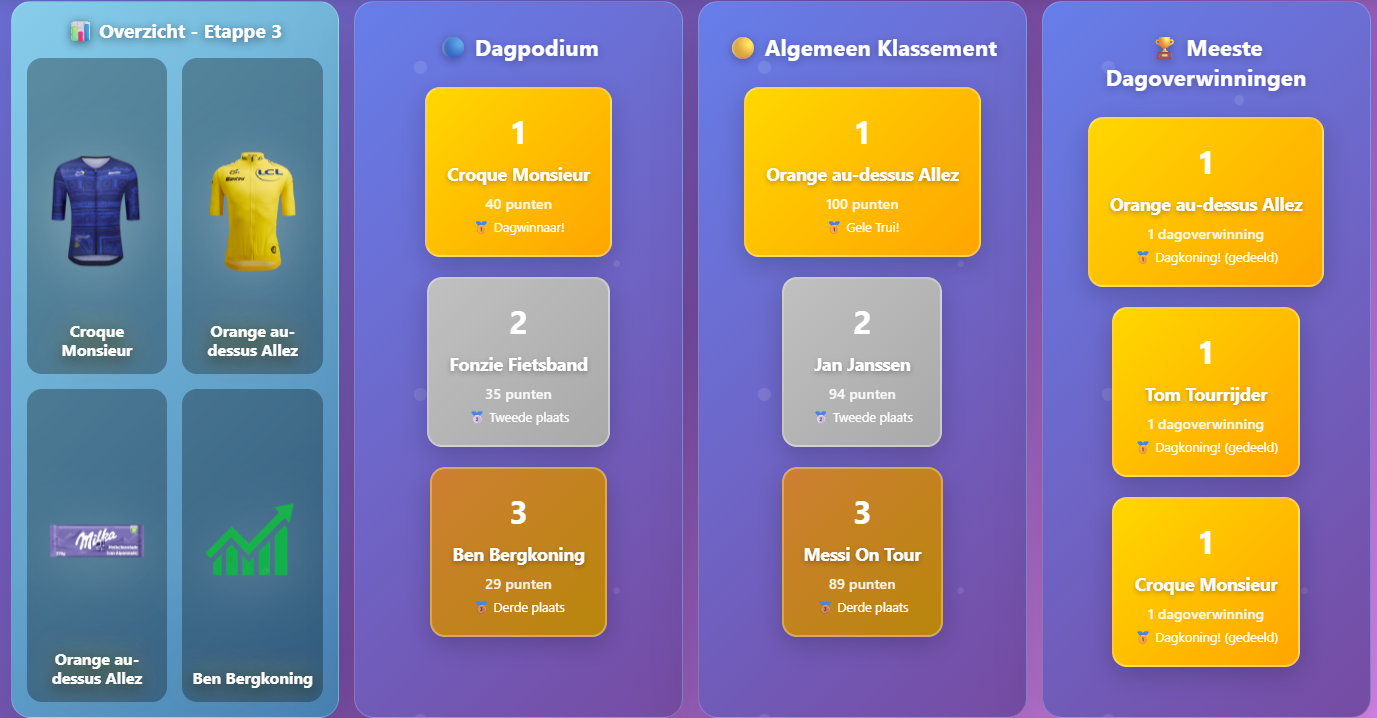 Overzicht - Etappe 3
Croque
Monsieur
LCL
Orange au-
dessus Allez
Milka
Orange au-
dessus Allez
Ben Bergkoning
Dagpodium
1
Croque Monsieur
40 punten
Dagwinnaar!
2
Fonzie Fietsband
35 punten
Tweede plaats
3
Ben Bergkoning
29 punten
Derde plaats
Algemeen Klassement
1
Orange au-dessus Allez
100 punten
Gele Trui!
2
Jan Janssen
94 punten
Tweede plaats
3
Messi On Tour
89 punten
Derde plaats
Meeste
Dagoverwinningen
1
Orange au-dessus Allez
1 dagoverwinning
Dagkoning! (gedeeld)
1
Tom Tourrijder
1 dagoverwinning
Dagkoning! (gedeeld)
1
Croque Monsieur
1 dagoverwinning
Dagkoning! (gedeeld)